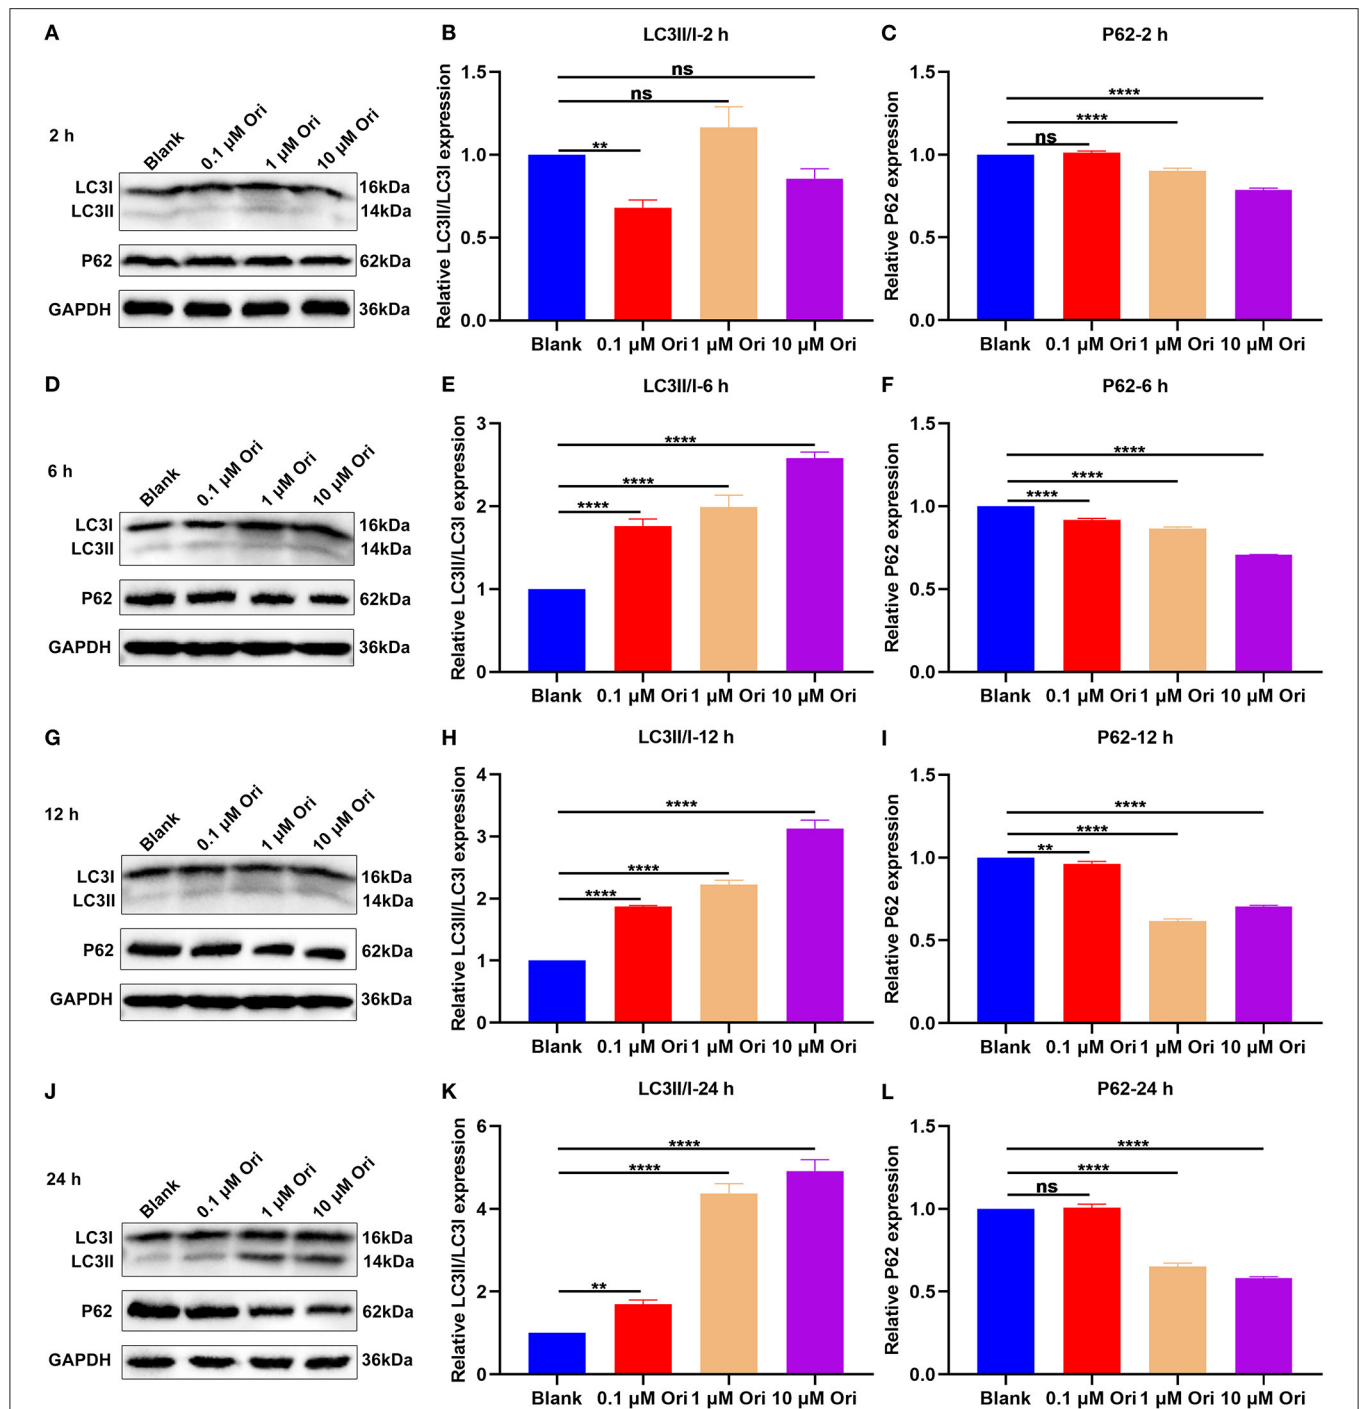 A
2 h
Blank
0.1 µM Ori
1 µM Ori
10 µM Ori
LC3I
16kDa
LC3II
14kDa
P62
62kDa
GAPDH
36kDa
B
LC3II/I-2 h
Relative LC3II/LC3I expression
1.5
1.0
0.5
0.0
ns
ns
**
Blank 0.1 µM Ori 1 µM Ori 10 µM Ori
C
P62-2 h
Relative P62 expression
1.5
1.0
0.5
0.0
****
****
ns
Blank 0.1 µM Ori 1 µM Ori 10 µM Ori
D
6 h
Blank
0.1 µM Ori
1 µM Ori
10 µM Ori
LC3I
16kDa
LC3II
14kDa
P62
62kDa
GAPDH
36kDa
E
LC3II/I-6 h
Relative LC3II/LC3I expression
3
2
1
0
****
****
****
Blank 0.1 µM Ori 1 µM Ori 10 µM Ori
F
P62-6 h
Relative P62 expression
1.5
1.0
0.5
0.0
****
****
****
Blank 0.1 µM Ori 1 µM Ori 10 µM Ori
G
12 h
Blank
0.1 µM Ori
1 µM Ori
10 µM Ori
LC3I
16kDa
LC3II
14kDa
P62
62kDa
GAPDH
36kDa
H
LC3II/I-12 h
Relative LC3II/LC3I expression
4
3
2
1
0
****
****
****
Blank 0.1 µM Ori 1 µM Ori 10 µM Ori
I
P62-12 h
Relative P62 expression
1.5
1.0
0.5
0.0
****
****
**
Blank 0.1 µM Ori 1 µM Ori 10 µM Ori
J
24 h
Blank
0.1 µM Ori
1 µM Ori
10 µM Ori
LC3I
16kDa
LC3II
14kDa
P62
62kDa
GAPDH
36kDa
K
LC3II/I-24 h
Relative LC3II/LC3I expression
6
4
2
0
****
****
**
Blank 0.1 µM Ori 1 µM Ori 10 µM Ori
L
P62-24 h
Relative P62 expression
1.5
1.0
0.5
0.0
****
****
ns
Blank 0.1 µM Ori 1 µM Ori 10 µM Ori